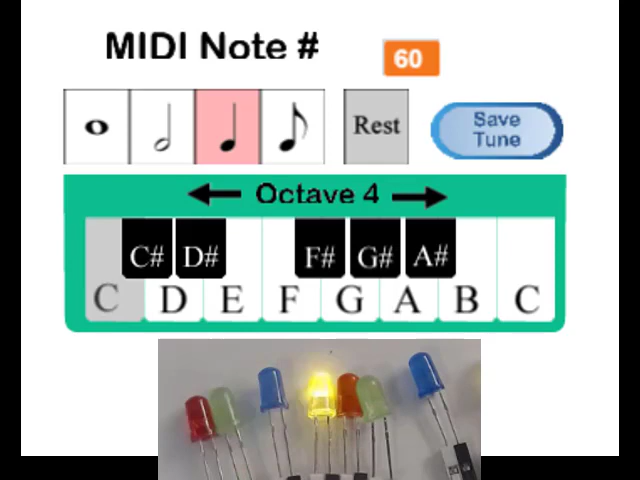 MIDI Note #
60
Rest
Save
Tune
Octave 4
C# D# F# G# A#
C D E F G A B C